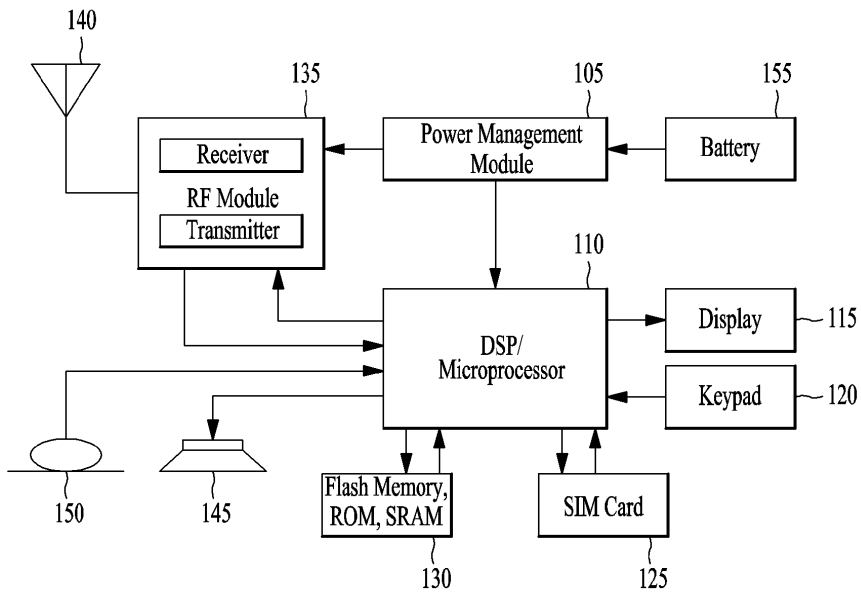 140
135
105
155
Receiver
RF Module
Transmitter
Power Management
Module
Battery
110
DSP/
Microprocessor
Display
115
Keypad
120
150
145
Flash Memory,
ROM, SRAM
130
SIM Card
125